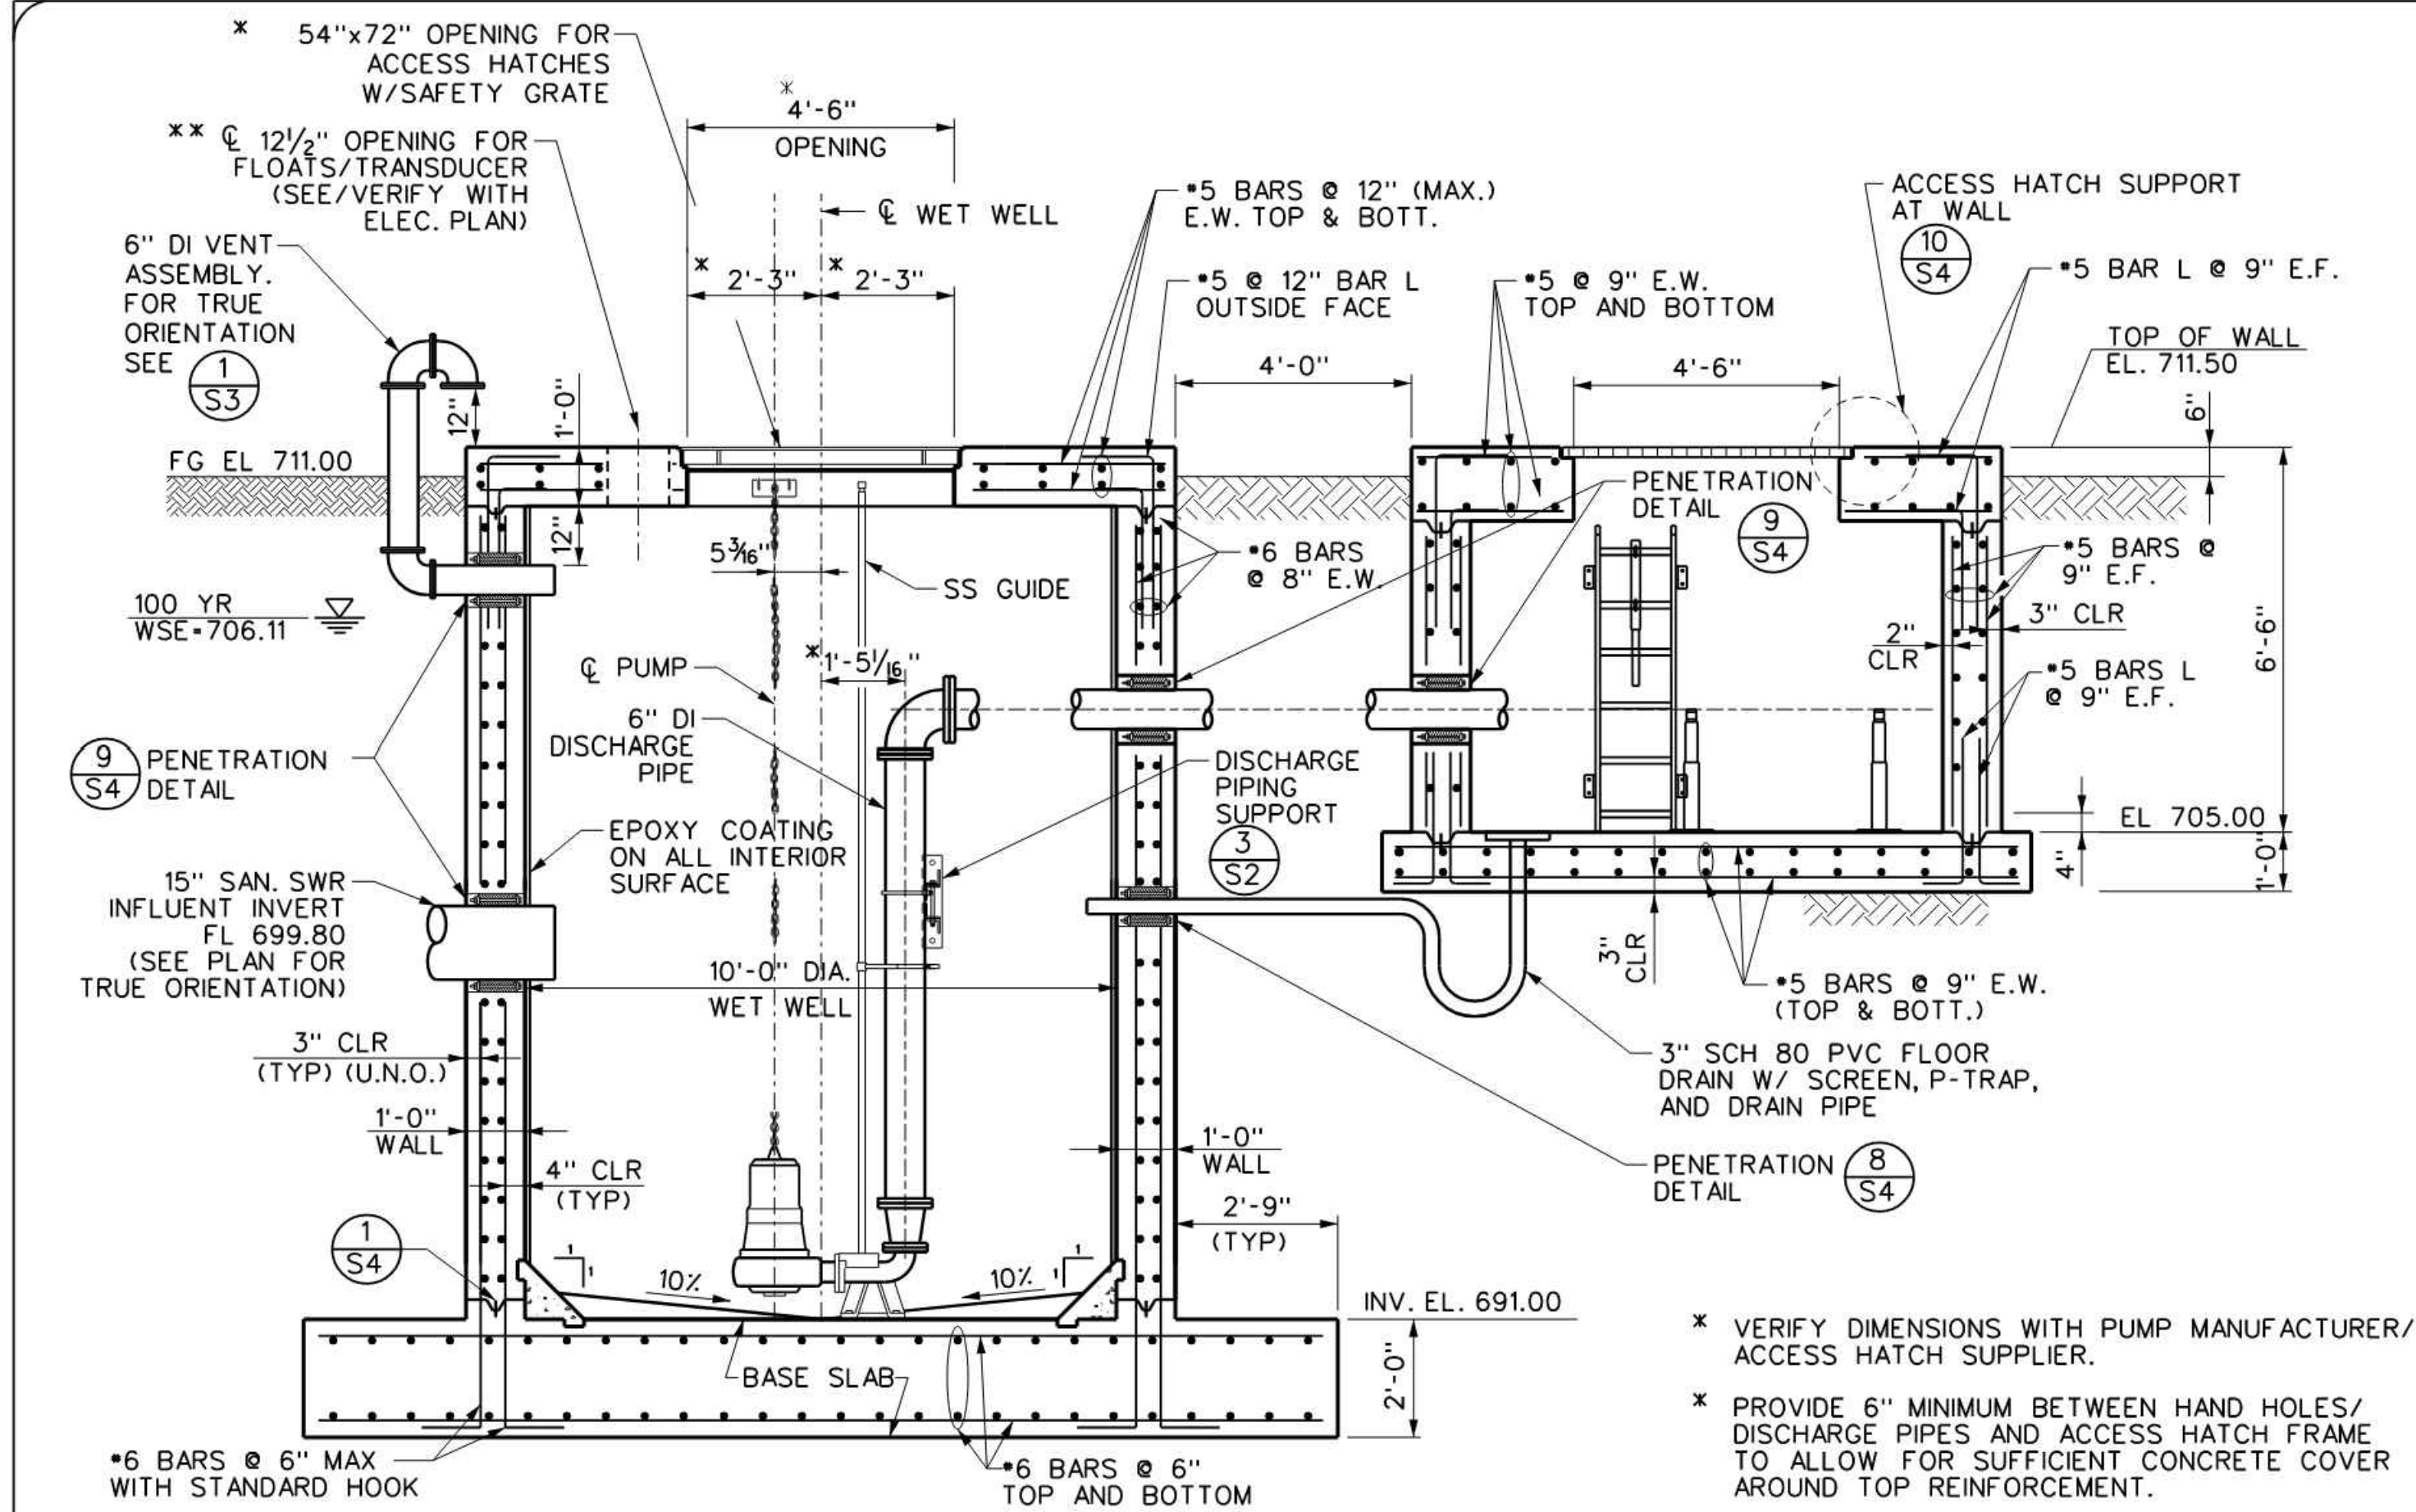 * 54"x72" OPENING FOR
ACCESS HATCHES
W/SAFETY GRATE
** ℄ 12½" OPENING FOR
FLOATS/TRANSDUCER
(SEE/VERIFY WITH
ELEC. PLAN)
6" DI VENT
ASSEMBLY.
FOR TRUE
ORIENTATION
SEE
1
S3
*
4'-6"
OPENING
℄ WET WELL
* 2'-3"
* 2'-3"
#5 BARS @ 12" (MAX.)
E.W. TOP & BOTT.
#5 @ 12" BAR L
OUTSIDE FACE
#5 @ 9" E.W.
TOP AND BOTTOM
ACCESS HATCH SUPPORT
AT WALL
10
S4
#5 BAR L @ 9" E.F.
TOP OF WALL
EL. 711.50
4'-0"
4'-6"
6"
12"
1'-0"
FG EL 711.00
12"
PENETRATION
DETAIL
9
S4
5 3/16"
#6 BARS
@ 8" E.W.
SS GUIDE
#5 BARS @
9" E.F.
100 YR
WSE=706.11
3" CLR
2"
CLR
6'-6"
℄ PUMP
* 1'-5 1/16"
#5 BARS L
@ 9" E.F.
6" DI
DISCHARGE
PIPE
9
S4
PENETRATION
DETAIL
DISCHARGE
PIPING
SUPPORT
3
S2
EPOXY COATING
ON ALL INTERIOR
SURFACE
EL 705.00
4"
1'-0"
15" SAN. SWR
INFLUENT INVERT
FL 699.80
(SEE PLAN FOR
TRUE ORIENTATION)
10'-0" DIA.
WET WELL
3"
CLR
#5 BARS @ 9" E.W.
(TOP & BOTT.)
3" CLR
(TYP) (U.N.O.)
3" SCH 80 PVC FLOOR
DRAIN W/ SCREEN, P-TRAP,
AND DRAIN PIPE
1'-0"
WALL
1'-0"
WALL
4" CLR
(TYP)
PENETRATION
DETAIL
8
S4
2'-9"
(TYP)
1
S4
1
1
10%
10%
1
1
INV. EL. 691.00
2'-0"
BASE SLAB
#6 BARS @ 6" MAX
WITH STANDARD HOOK
#6 BARS @ 6"
TOP AND BOTTOM
* VERIFY DIMENSIONS WITH PUMP MANUFACTURER/
ACCESS HATCH SUPPLIER.
* PROVIDE 6" MINIMUM BETWEEN HAND HOLES/
DISCHARGE PIPES AND ACCESS HATCH FRAME
TO ALLOW FOR SUFFICIENT CONCRETE COVER
AROUND TOP REINFORCEMENT.